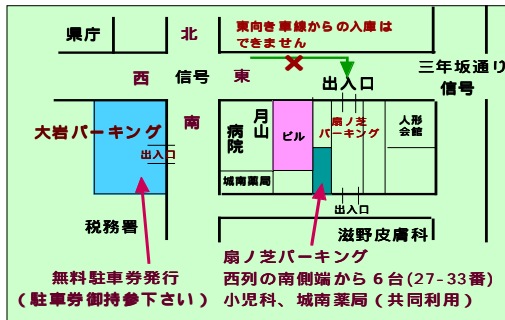 県庁
北
東向き車線からの入庫は
できません
西 信号 東
出入口
三年坂通り
信号
南
大岩パーキング
出入口
病院
月山
ビル
扇ノ芝
パーキング
人形
会館
城南薬局
出入口
税務署
滋野皮膚科
無料駐車券発行
(駐車券御持参下さい)
扇ノ芝パーキング
西列の南側端から6台(27-33番)
小児科、城南薬局(共同利用)